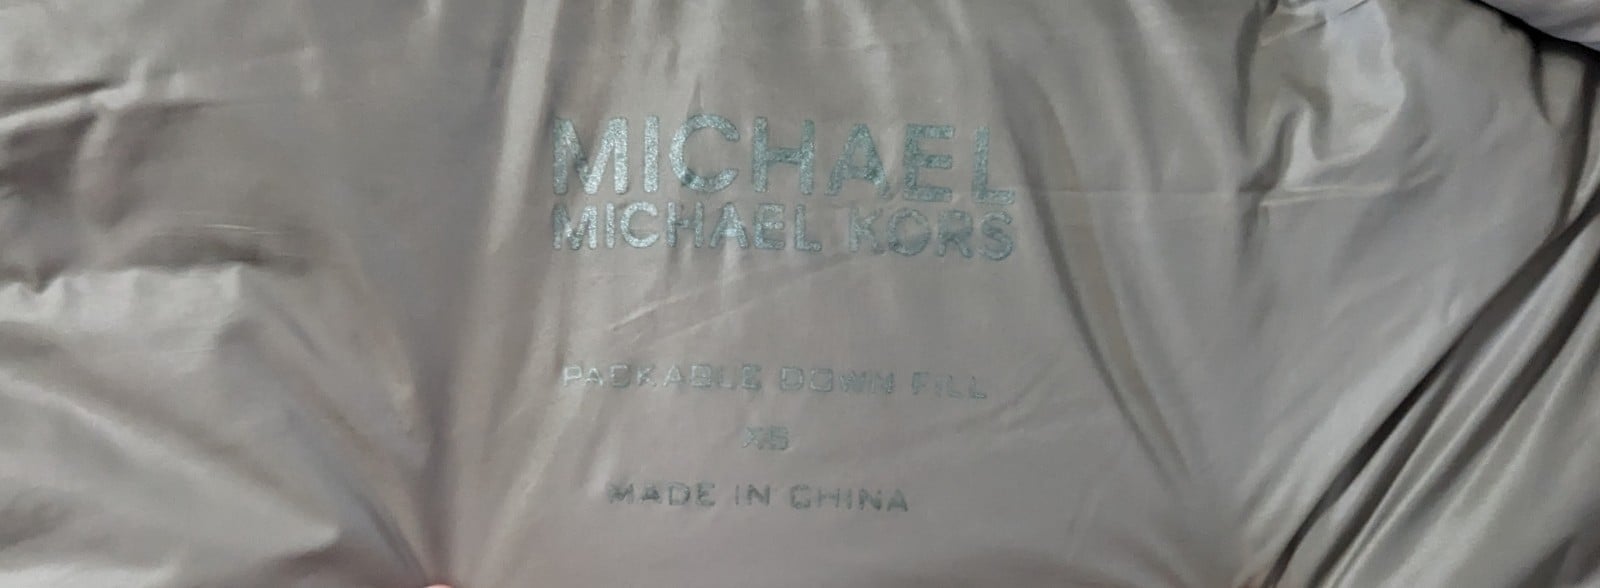 MICHAEL
MICHAEL KORS
PACKABLE DOWN FILL
XS
MADE IN CHINA